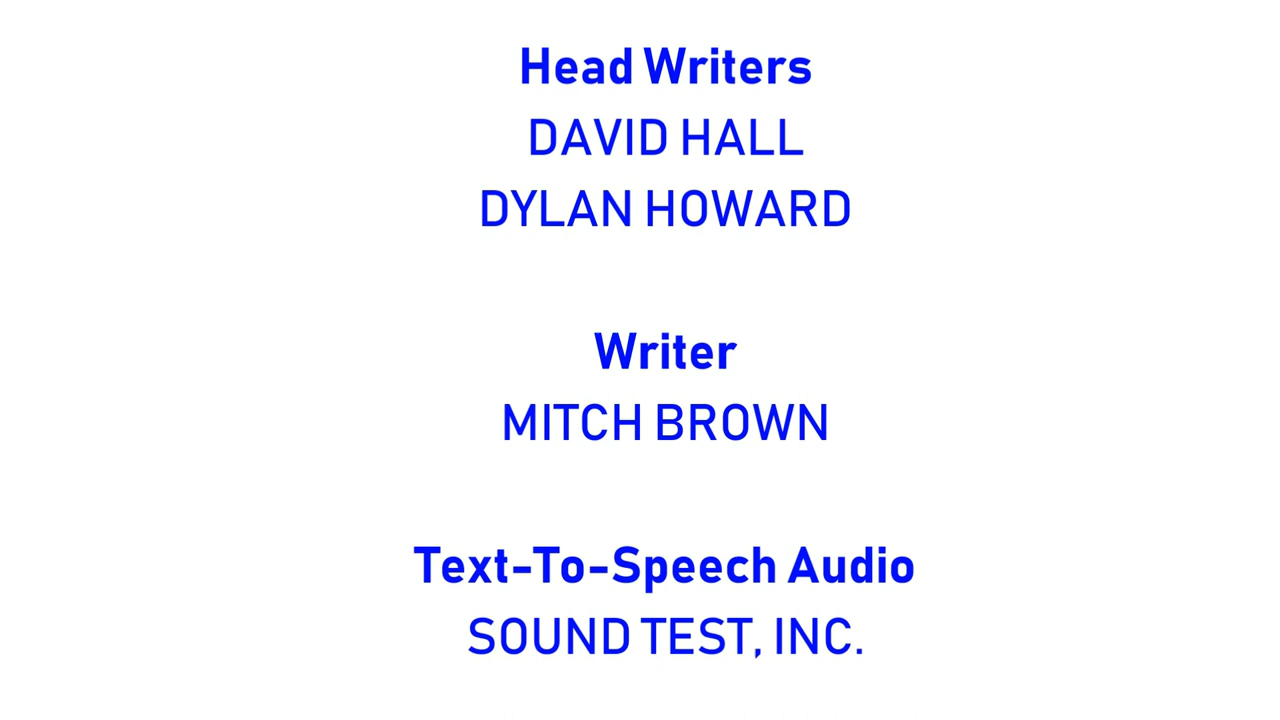 Head Writers
DAVID HALL
DYLAN HOWARD
Writer
MITCH BROWN
Text-To-Speech Audio
SOUND TEST, INC.